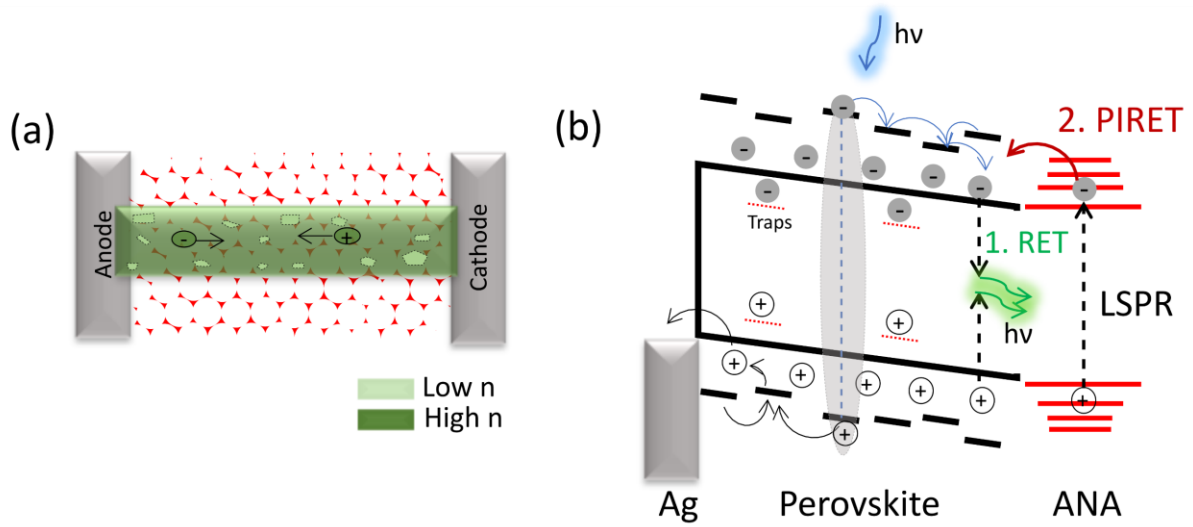 (a)
Anode
-
+
Cathode
Low n
High n
(b)
hν
-
2. PIRET
-
-
-
-
-
-
-
-
Traps
1. RET
LSPR
hν
+
+
+
+
+
+
+
+
+
+
Ag
Perovskite
ANA